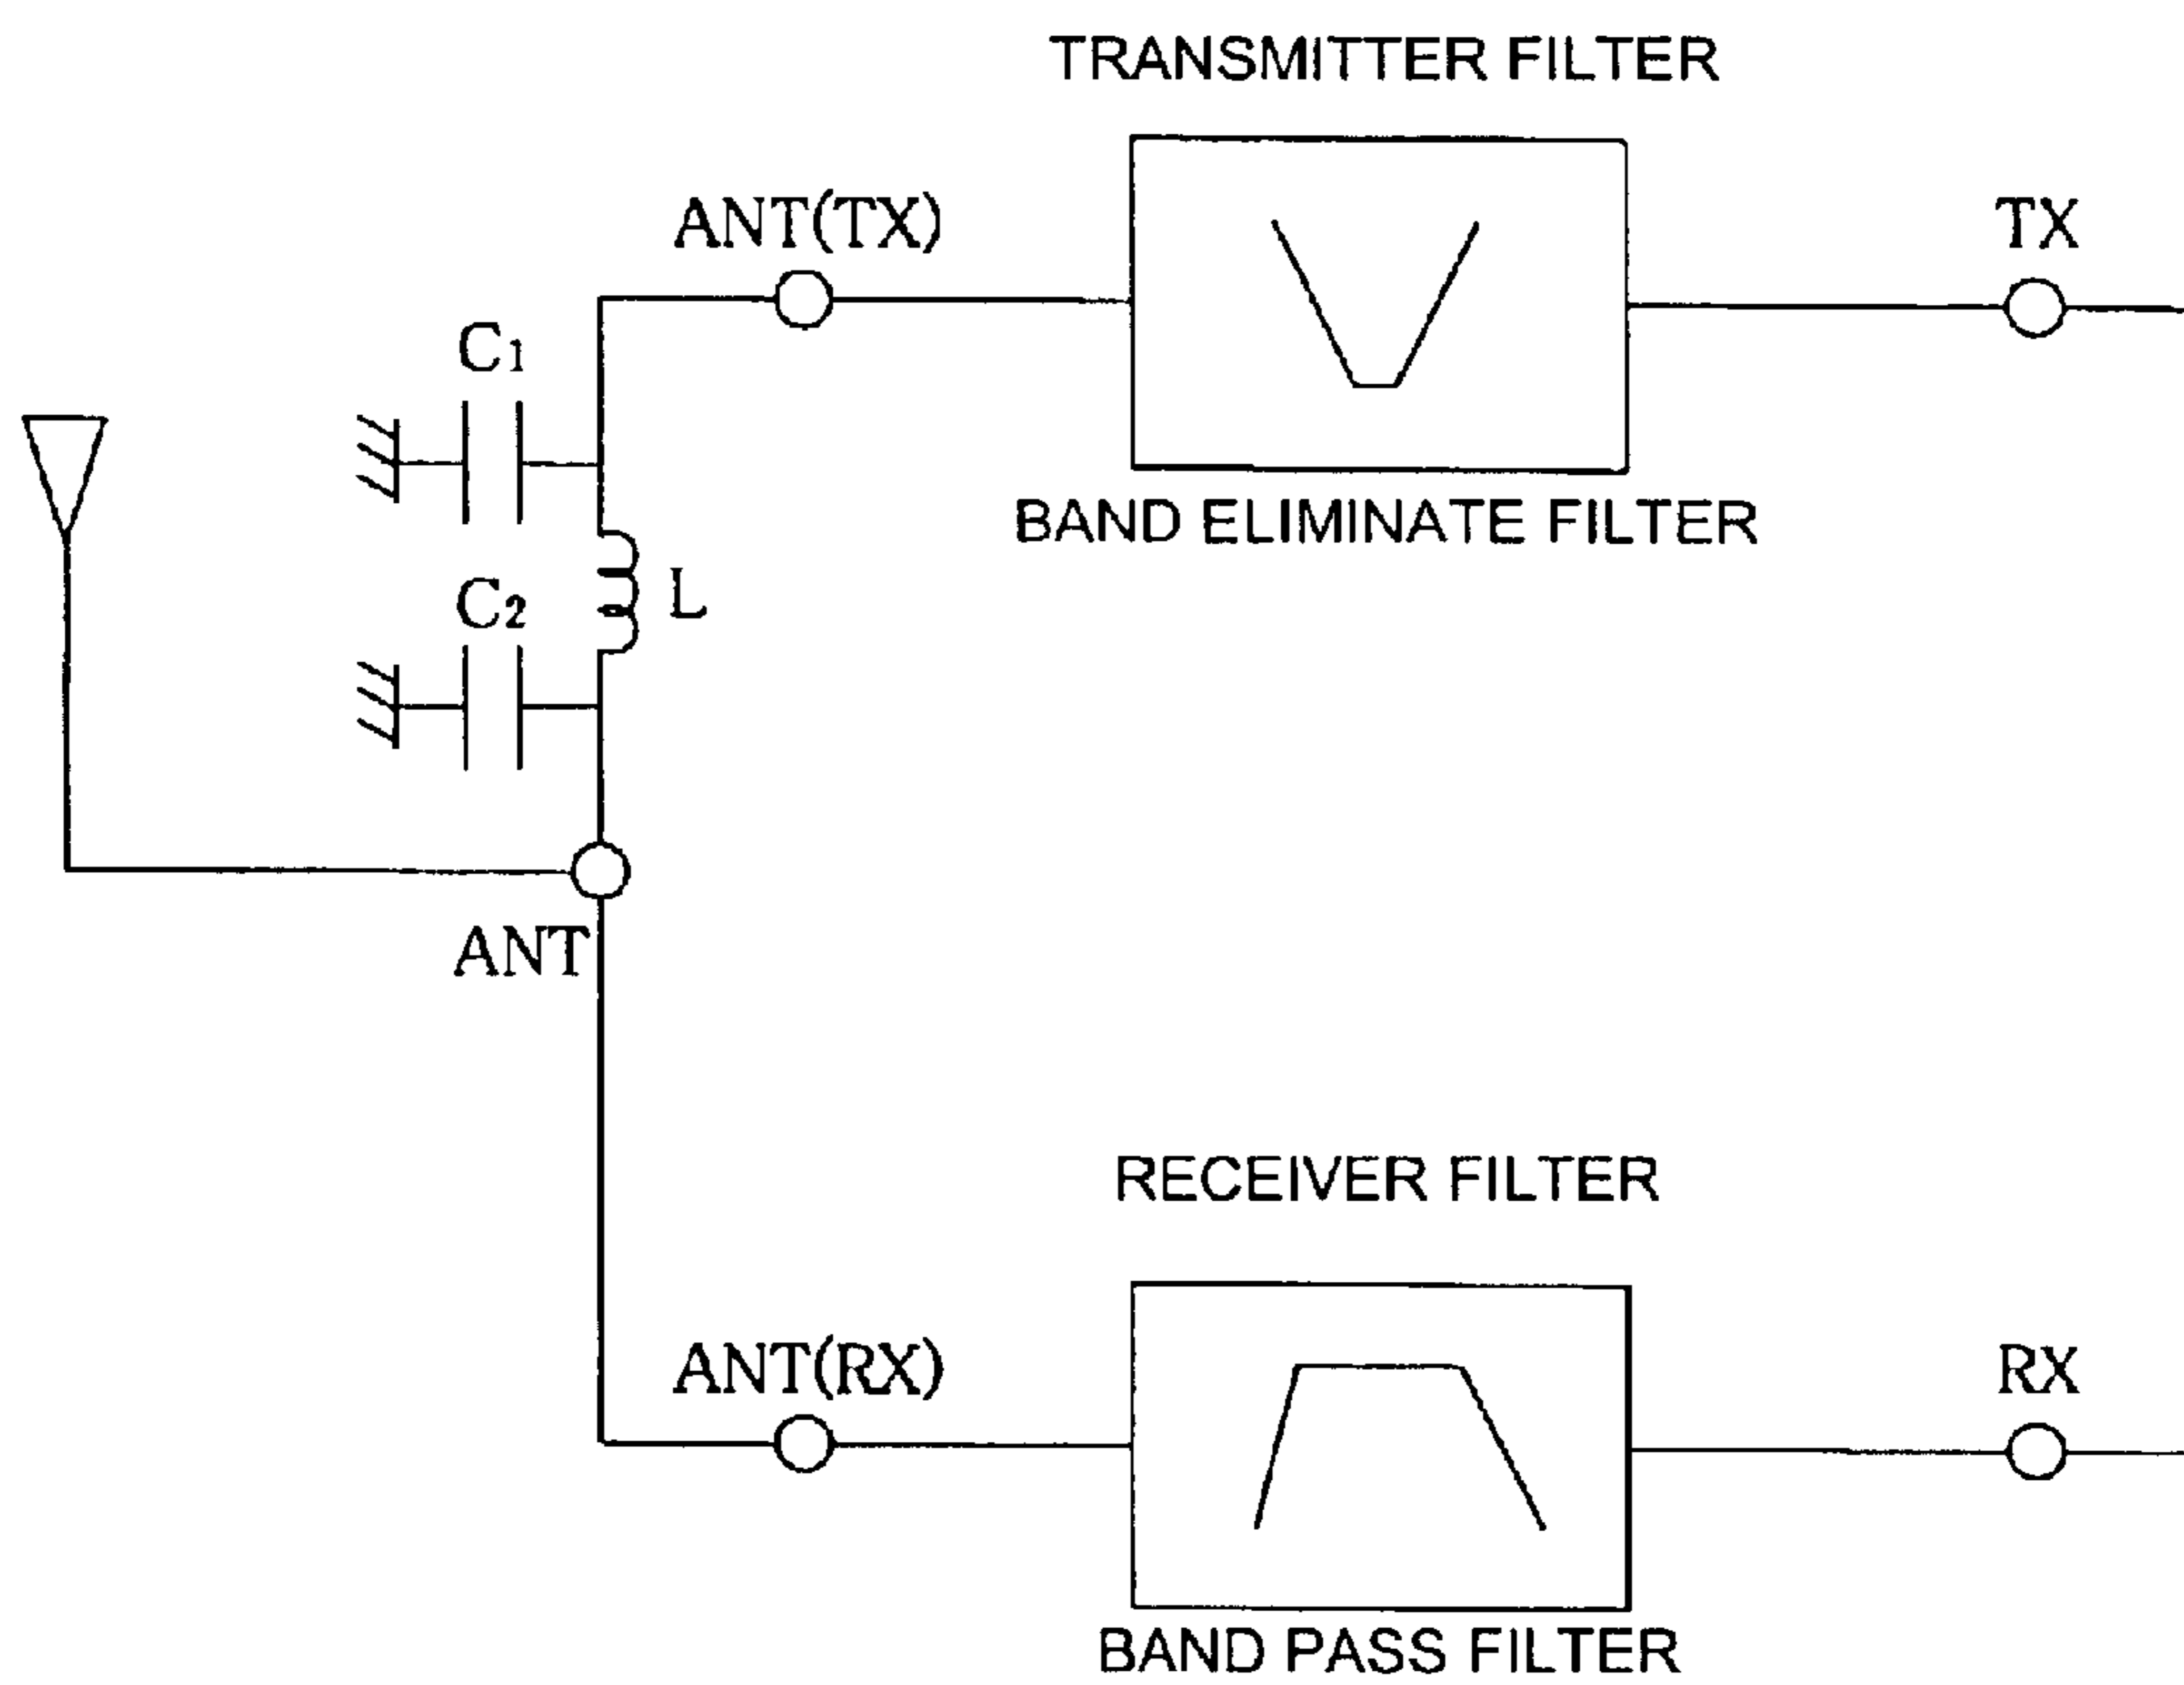 TRANSMITTER FILTER
ANT(TX)
TX
C1
BAND ELIMINATE FILTER
C2
L
ANT
RECEIVER FILTER
ANT(RX)
RX
BAND PASS FILTER